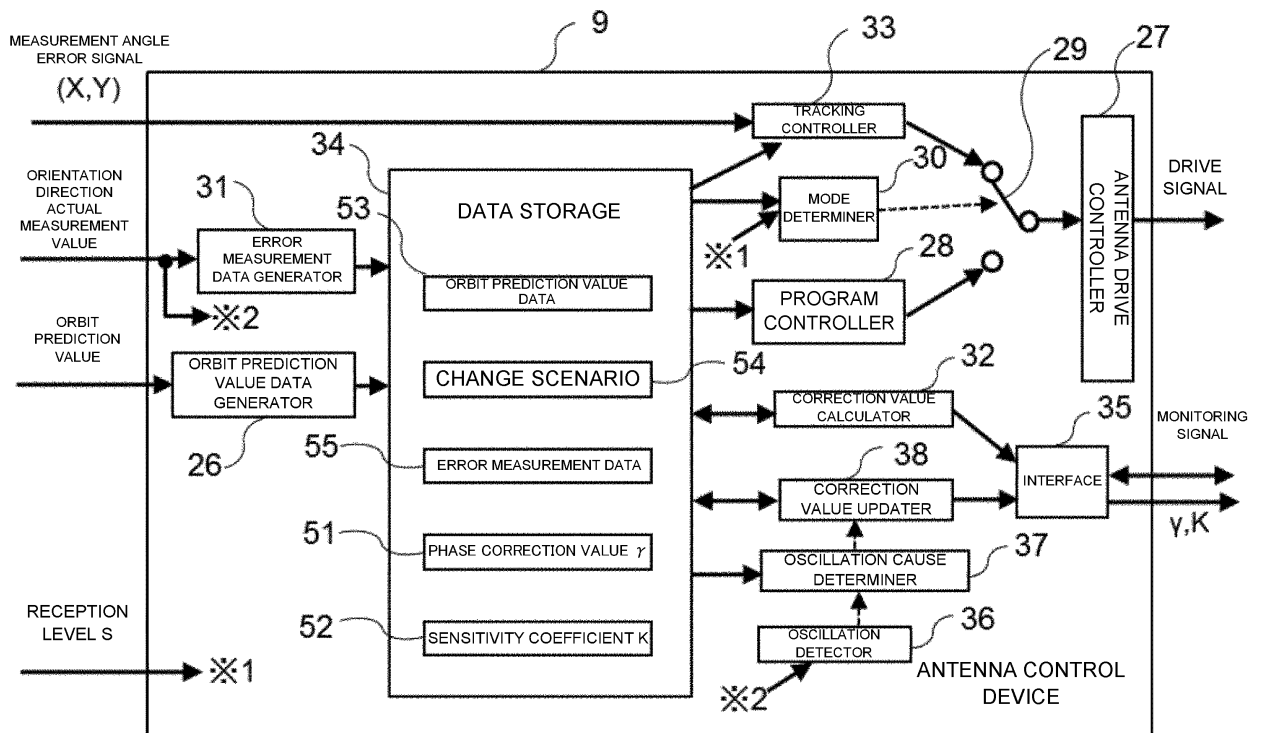 9
33
29
27
MEASUREMENT ANGLE
ERROR SIGNAL
(X,Y)
TRACKING
CONTROLLER
34
30
ORIENTATION
DIRECTION
ACTUAL
MEASUREMENT
VALUE
31
53
DATA STORAGE
MODE
DETERMINER
※1
ANTENNA DRIVE
CONTROLLER
DRIVE
SIGNAL
ERROR
MEASUREMENT
DATA GENERATOR
※2
28
ORBIT PREDICTION VALUE
DATA
PROGRAM
CONTROLLER
ORBIT
PREDICTION
VALUE
ORBIT PREDICTION
VALUE DATA
GENERATOR
26
CHANGE SCENARIO
54
32
CORRECTION VALUE
CALCULATOR
35
MONITORING
SIGNAL
55
ERROR MEASUREMENT DATA
38
CORRECTION
VALUE UPDATER
INTERFACE
γ,K
51
PHASE CORRECTION VALUE γ
37
OSCILLATION CAUSE
DETERMINER
RECEPTION
LEVEL S
※1
52
SENSITIVITY COEFFICIENT K
36
OSCILLATION
DETECTOR
※2
ANTENNA CONTROL
DEVICE